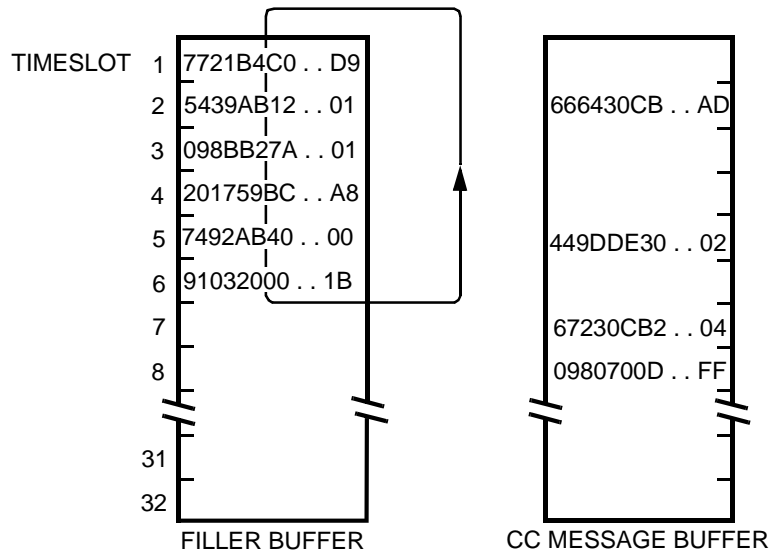 TIMESLOT 1 7721B4C0 . . D9
2 5439AB12 . . 01 666430CB . . AD
3 098BB27A . . 01
4 201759BC . . A8
5 7492AB40 . . 00 449DDE30 . . 02
6 91032000 . . 1B
7 67230CB2 . . 04
8 0980700D . . FF
31
32
FILLER BUFFER CC MESSAGE BUFFER